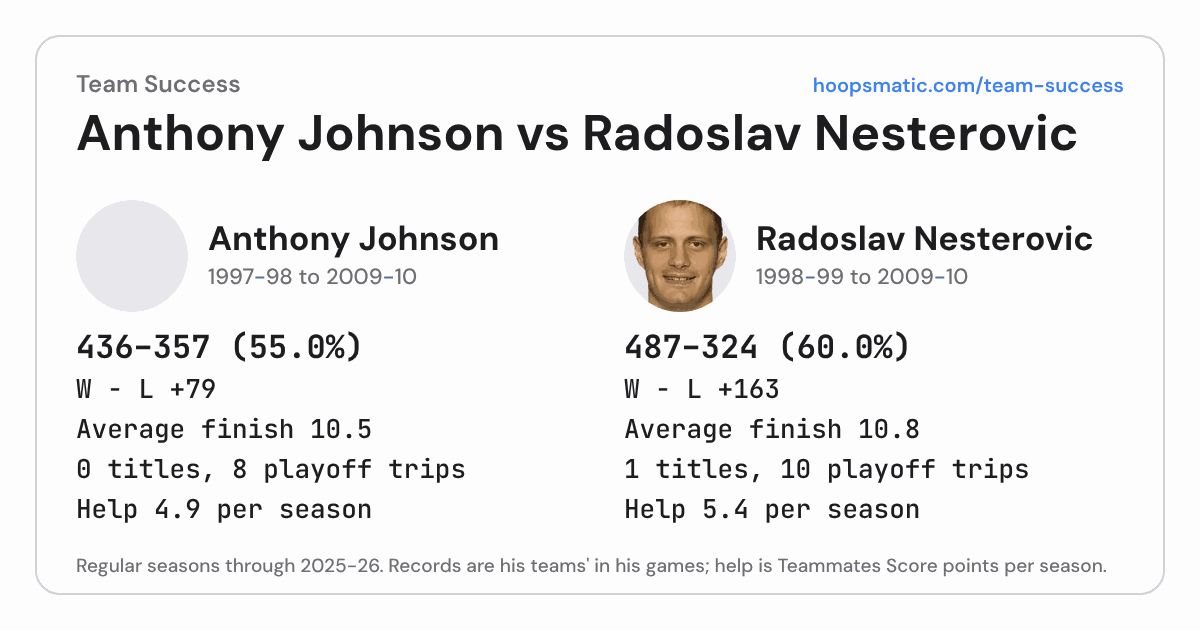 Team Success
hoopsmatic.com/team-success
Anthony Johnson vs Radoslav Nesterovic
Anthony Johnson
1997-98 to 2009-10
436-357 (55.0%)
W - L +79
Average finish 10.5
0 titles, 8 playoff trips
Help 4.9 per season
Radoslav Nesterovic
1998-99 to 2009-10
487-324 (60.0%)
W - L +163
Average finish 10.8
1 titles, 10 playoff trips
Help 5.4 per season
Regular seasons through 2025-26. Records are his teams' in his games; help is Teammates Score points per season.